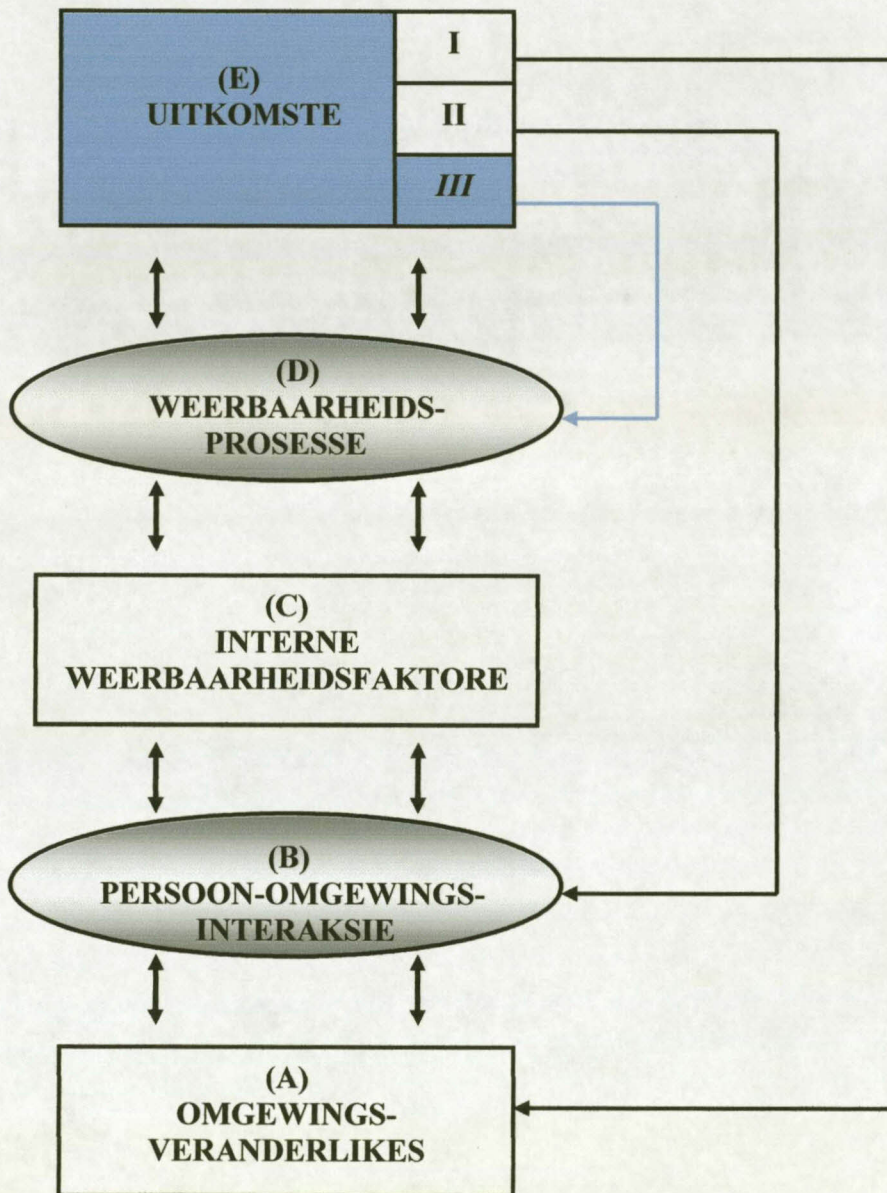 (E)
UITKOMSTE
I
II
III
(D)
WEERBAARHEIDS-
PROSESSE
(C)
INTERNE
WEERBAARHEIDSFAKTORE
(B)
PERSOON-OMGEWINGS-
INTERAKSIE
(A)
OMGEWINGS-
VERANDERLIKES